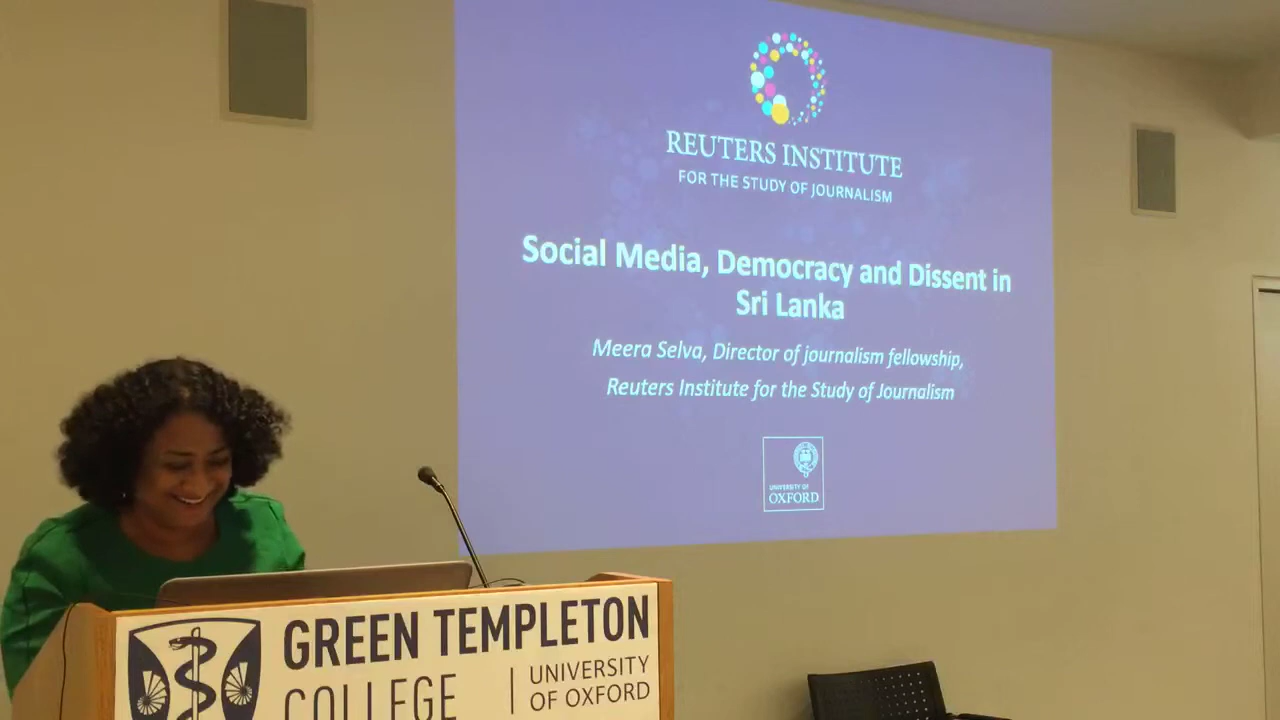 REUTERS INSTITUTE
FOR THE STUDY OF JOURNALISM
Social Media, Democracy and Dissent in
Sri Lanka
Meera Selva, Director of journalism fellowship,
Reuters Institute for the Study of Journalism
UNIVERSITY OF
OXFORD
GREEN TEMPLETON
COLLEGE
UNIVERSITY
OF OXFORD